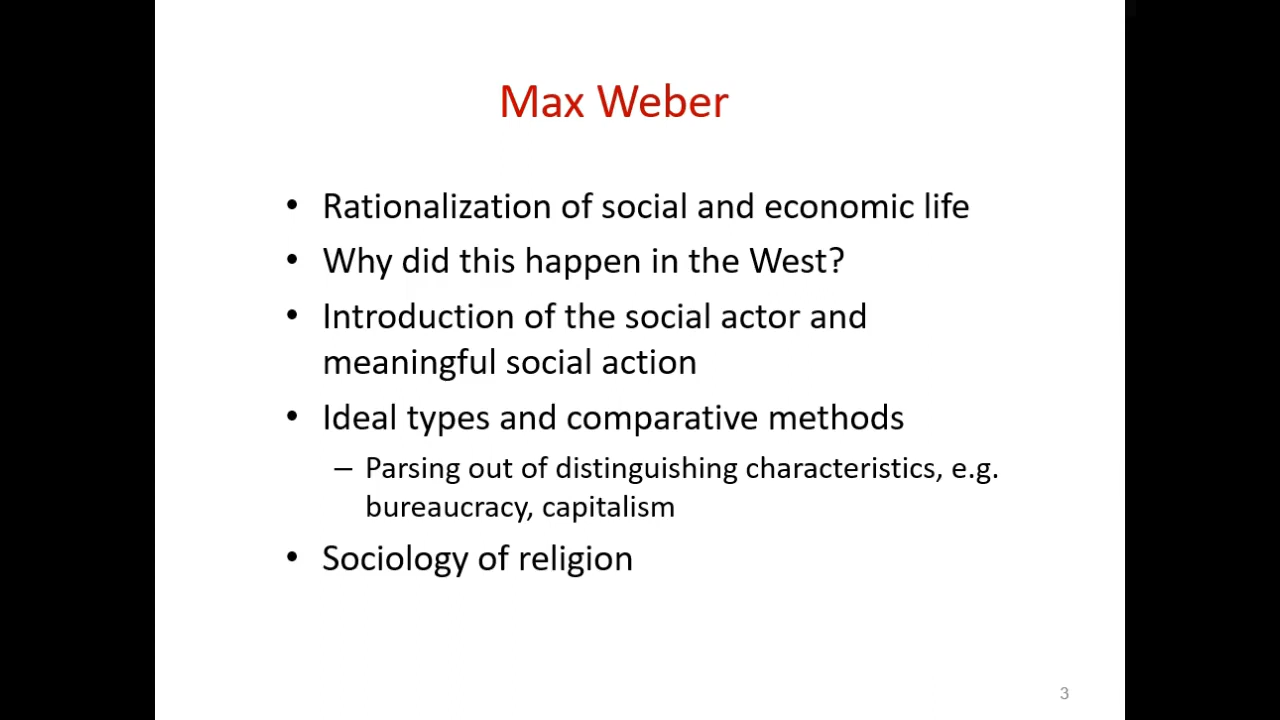 Max Weber
• Rationalization of social and economic life
• Why did this happen in the West?
• Introduction of the social actor and
meaningful social action
• Ideal types and comparative methods
– Parsing out of distinguishing characteristics, e.g.
bureaucracy, capitalism
• Sociology of religion
3